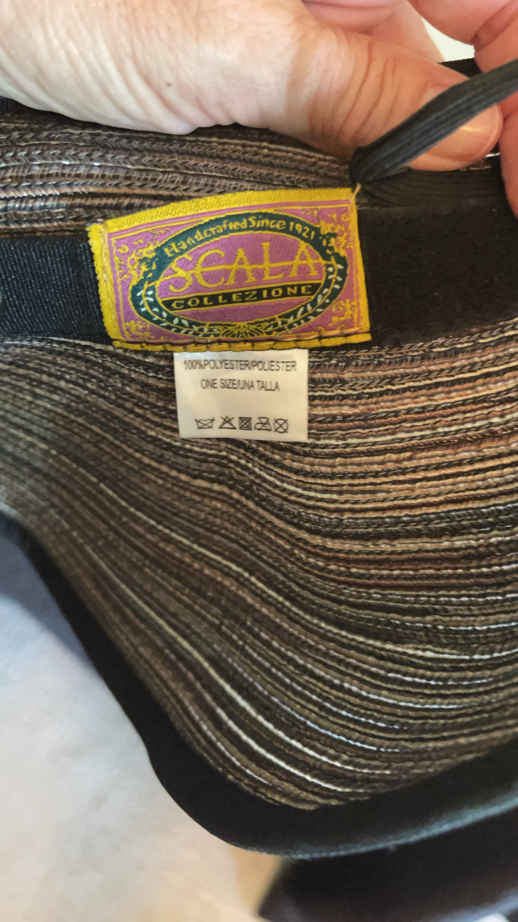 Handcrafted Since 1921
SCALA
COLLEZIONE
100%POLYESTER/POLIESTER
ONE SIZE/UNA TALLA